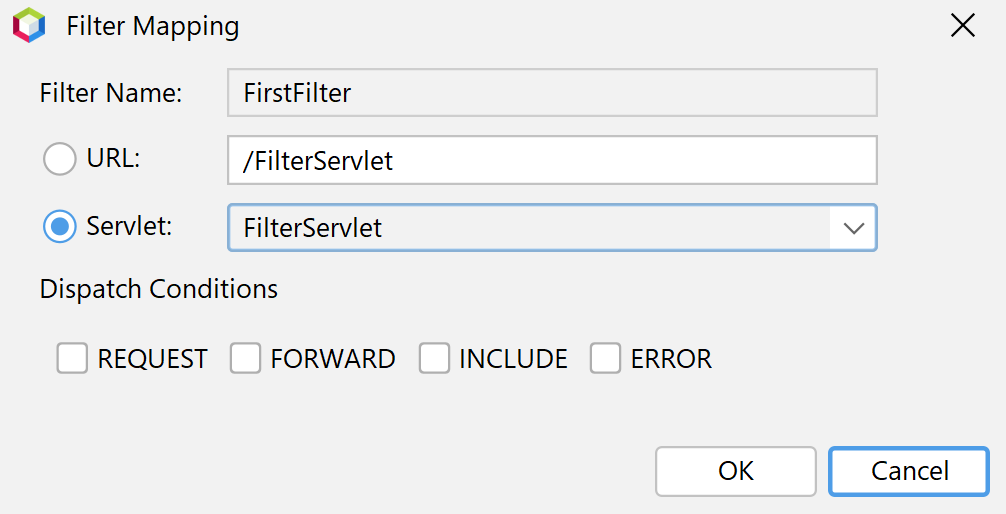 Filter Mapping
Filter Name: FirstFilter
URL: /FilterServlet
Servlet: FilterServlet
Dispatch Conditions
REQUEST FORWARD INCLUDE ERROR
OK Cancel